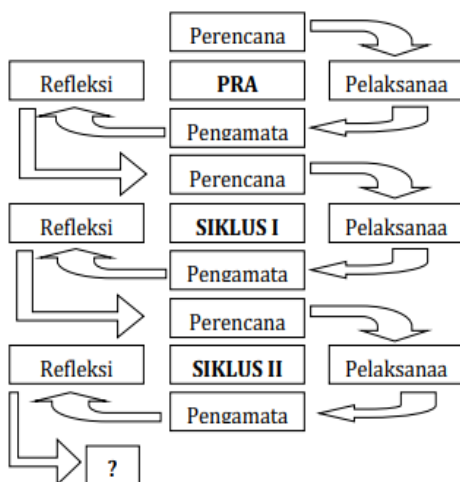 Perencana
Refleksi PRA Pelaksanaa
Pengamata
Perencana
Refleksi SIKLUS I Pelaksanaa
Pengamata
Perencana
Refleksi SIKLUS II Pelaksanaa
Pengamata
?